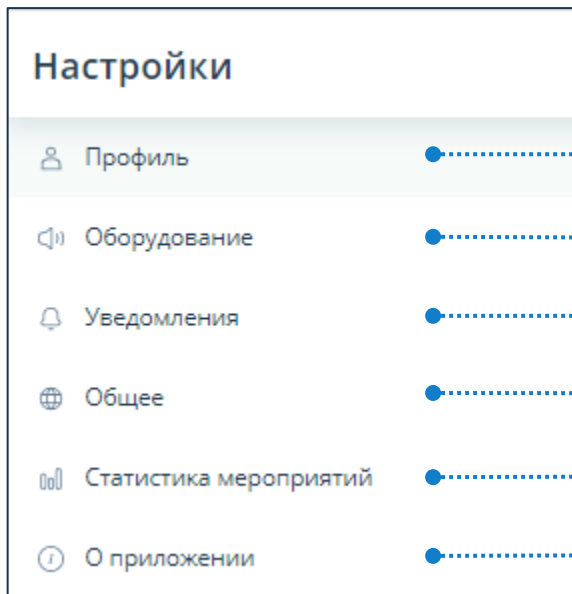 Настройки
Профиль
Оборудование
Уведомления
Общее
Статистика мероприятий
О приложении